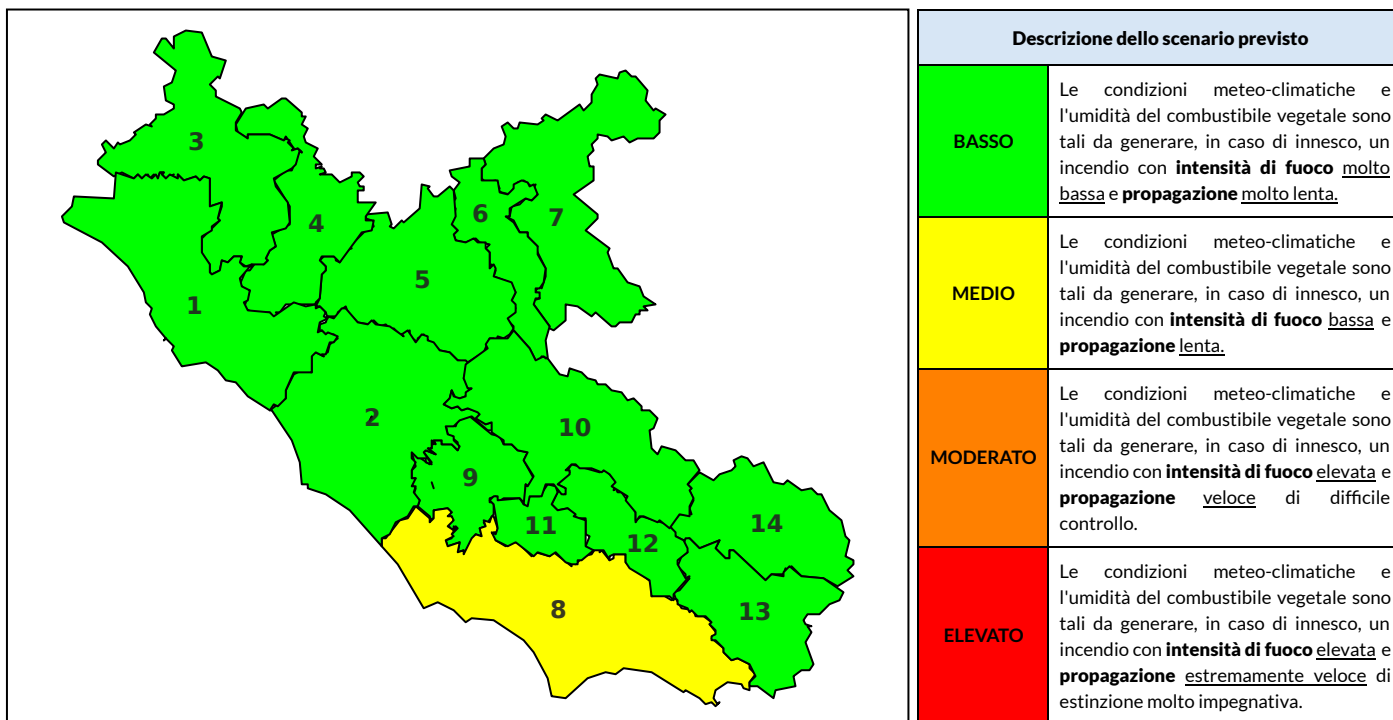 3
4
6
7
5
1
2
10
9
14
11
12
8
13
Descrizione dello scenario previsto
BASSO
Le condizioni meteo-climatiche e
l'umidità del combustibile vegetale sono
tali da generare, in caso di innesco, un
incendio con intensità di fuoco molto
bassa e propagazione molto lenta.
MEDIO
Le condizioni meteo-climatiche e
l'umidità del combustibile vegetale sono
tali da generare, in caso di innesco, un
incendio con intensità di fuoco bassa e
propagazione lenta.
MODERATO
Le condizioni meteo-climatiche e
l'umidità del combustibile vegetale sono
tali da generare, in caso di innesco, un
incendio con intensità di fuoco elevata e
propagazione veloce di difficile
controllo.
ELEVATO
Le condizioni meteo-climatiche e
l'umidità del combustibile vegetale sono
tali da generare, in caso di innesco, un
incendio con intensità di fuoco elevata e
propagazione estremamente veloce di
estinzione molto impegnativa.